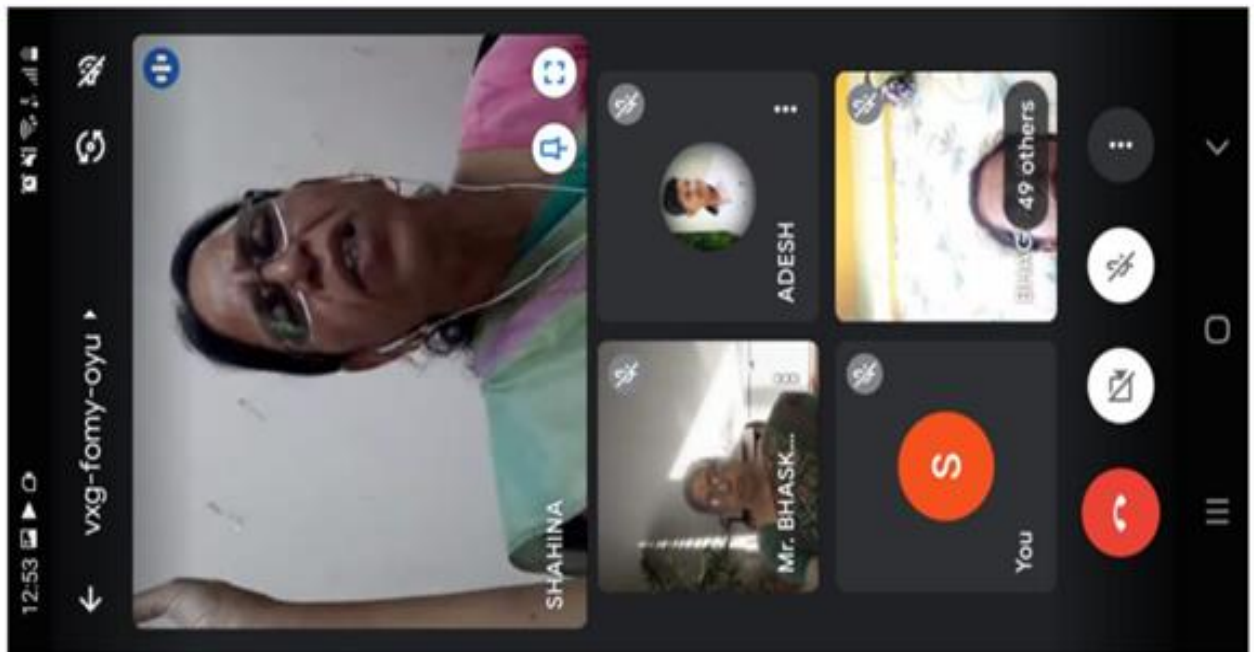 12:53
vxg-fomy-oyu
SHAHINA
Mr. BHASK...
ADESH
S
You
49 others